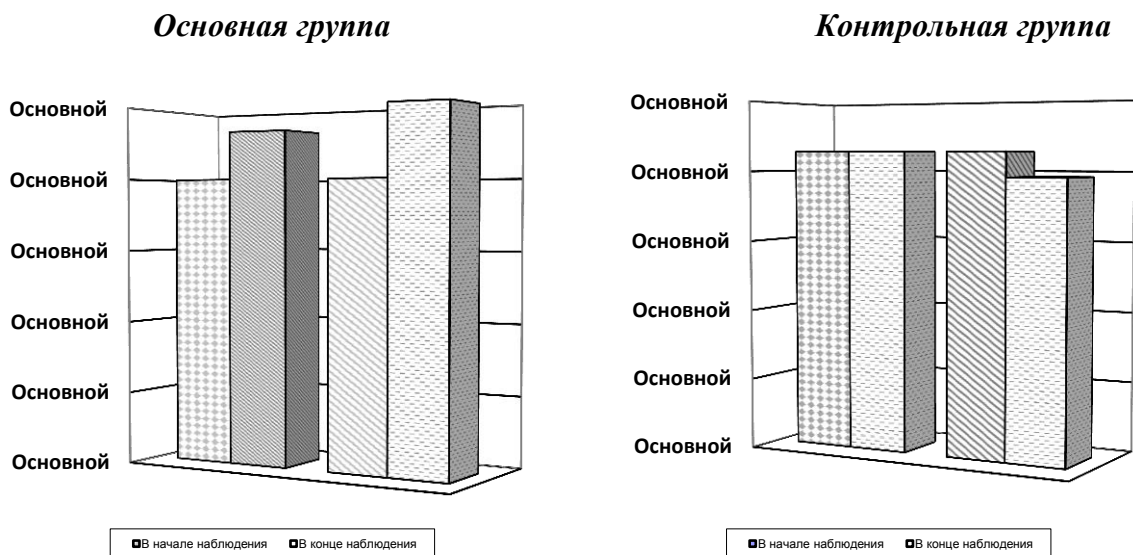 Основная группа
Контрольная группа
Основной
Основной
Основной
Основной
Основной
Основной
В начале наблюдения В конце наблюдения
Основной
Основной
Основной
Основной
Основной
Основной
В начале наблюдения В конце наблюдения